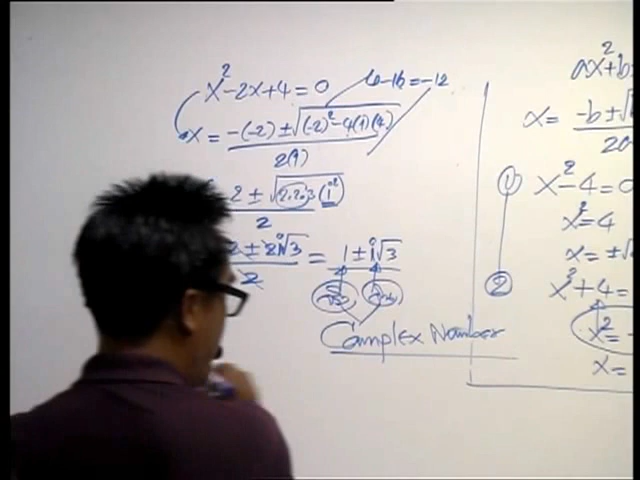 x² - 2x + 4 = 0
4 - 16 = -12
x = -(-2) ± √(-2)² - 4(1)(4)
2(1)
2 ± √2.2.3(i²)
2
2 ± 2i√3 = 1 ± i√3
2
Complex Number
ax² + b
x = -b ± √
2a
① x² - 4 = 0
x² = 4
x = ± √
② x² + 4 =
x² = -
x =